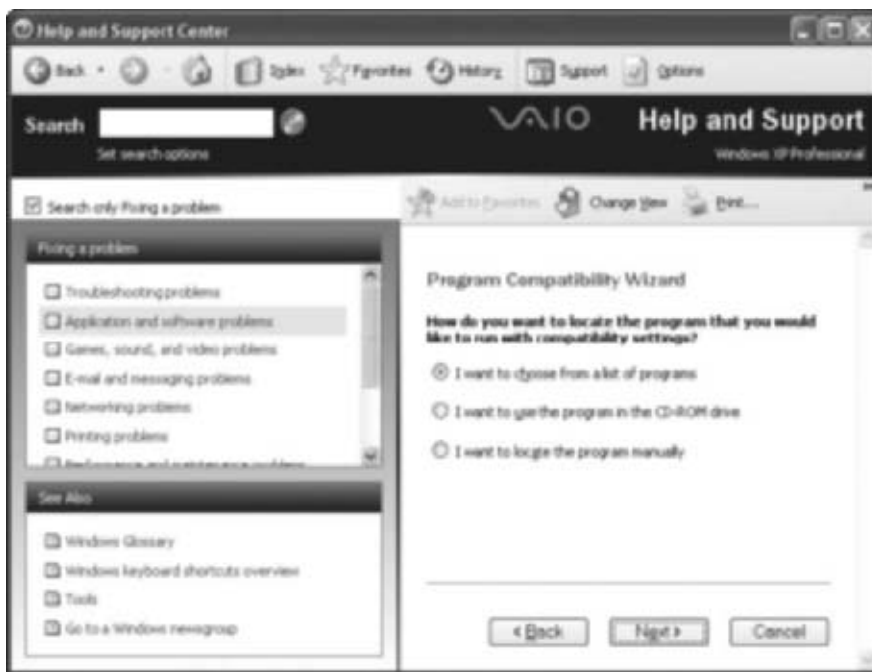 Help and Support Center
Back
Index
Favorites
History
Support
Options
Search
Set search options
VAIO
Help and Support
Windows XP Professional
Search only Fixing a problem
Add to Favorites
Change View
Print...
Fixing a problem
Troubleshooting problems
Application and software problems
Games, sound, and video problems
E-mail and messaging problems
Networking problems
Printing problems
Performance and maintenance problems
See Also
Windows Glossary
Windows keyboard shortcuts overview
Tools
Go to a Windows newsgroup
Program Compatibility Wizard
How do you want to locate the program that you would
like to run with compatibility settings?
I want to choose from a list of programs
I want to use the program in the CD-ROM drive
I want to locate the program manually
< Back
Next >
Cancel